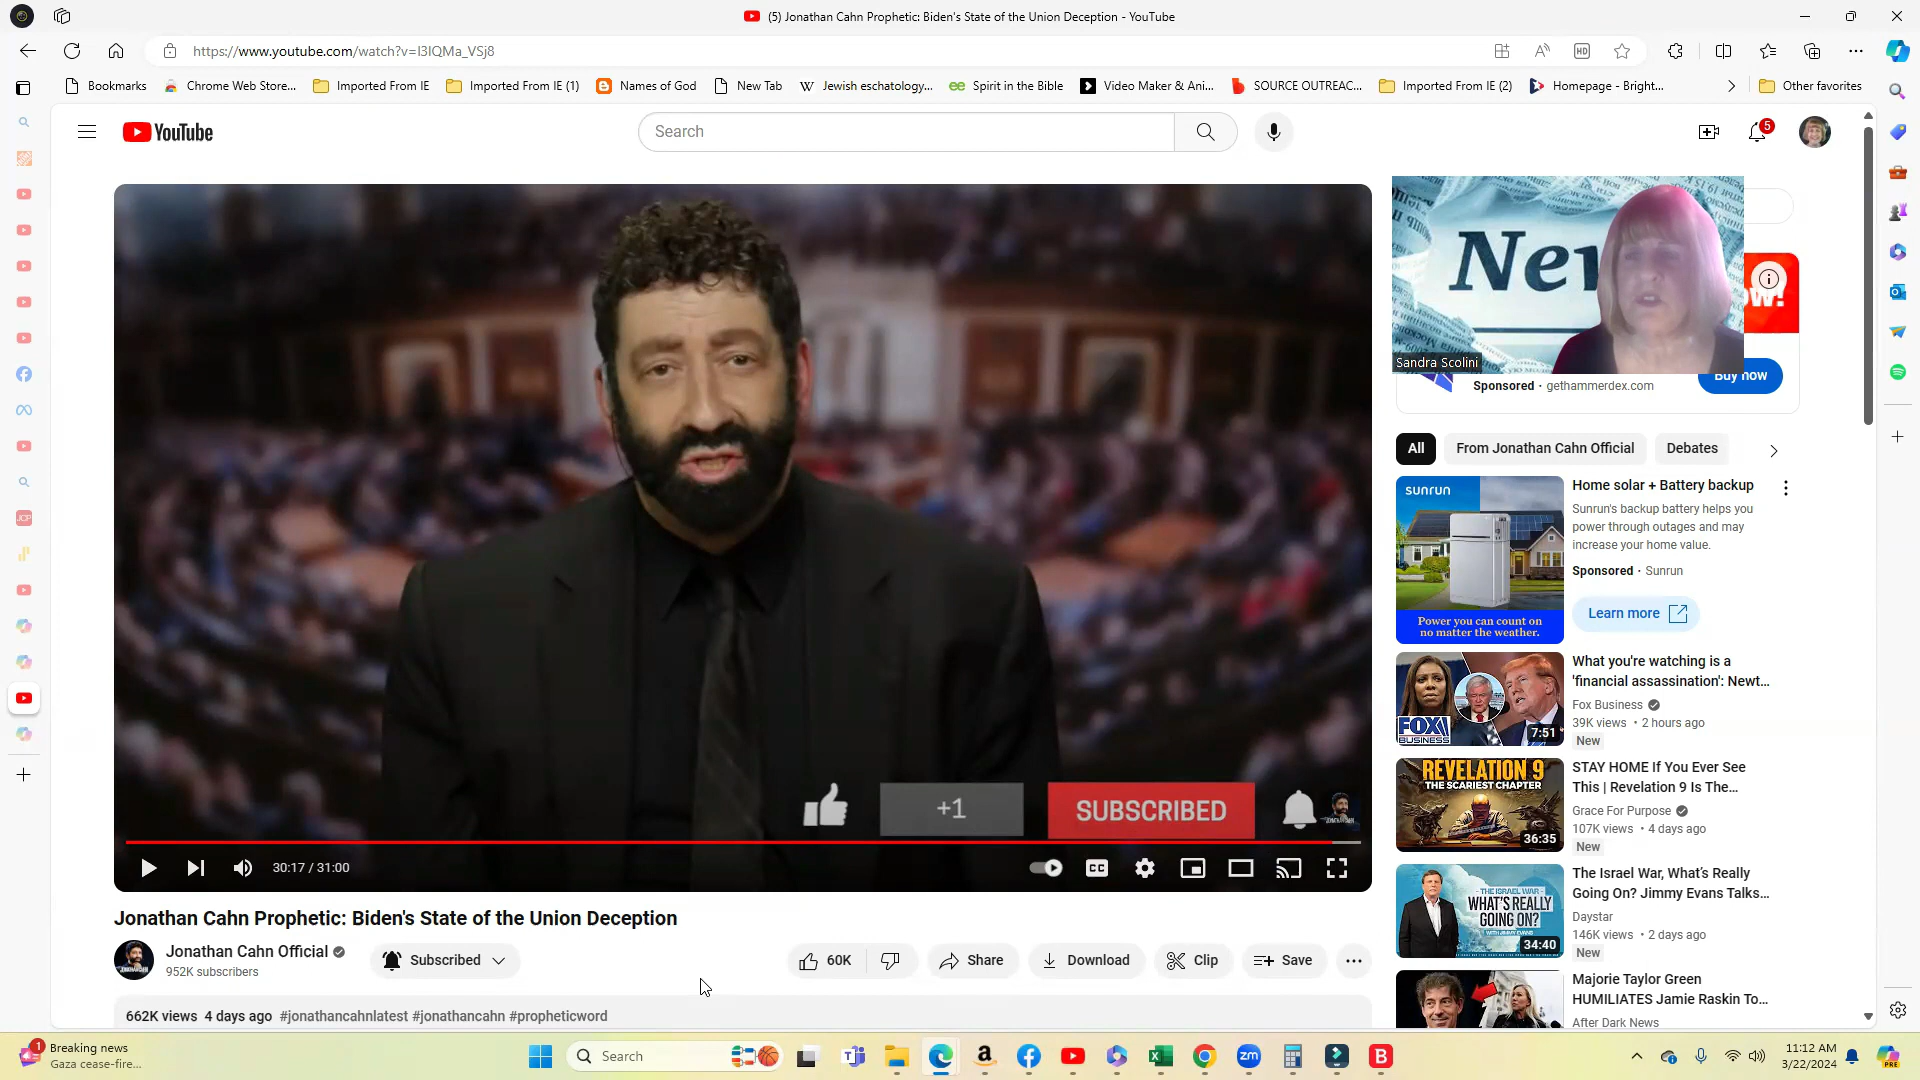 (5) Jonathan Cahn Prophetic: Biden's State of the Union Deception - YouTube
https://www.youtube.com/watch?v=I3IQMa_VSj8
HD
Bookmarks
Chrome Web Store...
Imported From IE
Imported From IE (1)
Names of God
New Tab
Jewish eschatology...
Spirit in the Bible
Video Maker & Ani...
SOURCE OUTREAC...
Imported From IE (2)
Homepage - Bright...
Other favorites
YouTube
Search
5
Sandra Scolini
Sponsored · gethammerdex.com
Buy now
All
From Jonathan Cahn Official
Debates
sunrun
Power you can count on
no matter the weather.
Home solar + Battery backup
Sunrun's backup battery helps you
power through outages and may
increase your home value.
Sponsored · Sunrun
Learn more
FOX
BUSINESS
7:51
What you're watching is a
'financial assassination': Newt...
Fox Business
39K views • 2 hours ago
New
REVELATION 9
THE SCARIEST CHAPTER
36:35
STAY HOME If You Ever See
This | Revelation 9 Is The...
Grace For Purpose
107K views • 4 days ago
New
THE ISRAEL WAR,
WHAT'S REALLY
GOING ON?
34:40
The Israel War, What's Really
Going On? Jimmy Evans Talks...
Daystar
146K views • 2 days ago
New
Majorie Taylor Green
HUMILIATES Jamie Raskin To...
After Dark News
+1
SUBSCRIBED
30:17 / 31:00
CC
Jonathan Cahn Prophetic: Biden's State of the Union Deception
Jonathan Cahn Official
952K subscribers
Subscribed
60K
Share
Download
Clip
Save
662K views 4 days ago #jonathancahnlatest #jonathancahn #propheticword
1
Breaking news
Gaza cease-fire...
Search
zm
B
11:12 AM
3/22/2024
PRE